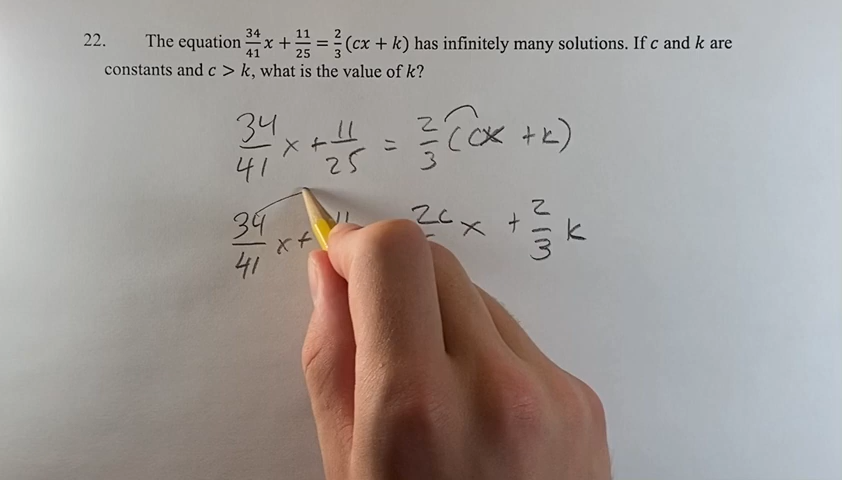 22. The equation 34/41 x + 11/25 = 2/3 (cx + k) has infinitely many solutions. If c and k are
constants and c > k, what is the value of k?
34/41 x + 11/25 = 2/3 (cx + k)
34/41 x + 11 2c x + 2/3 k